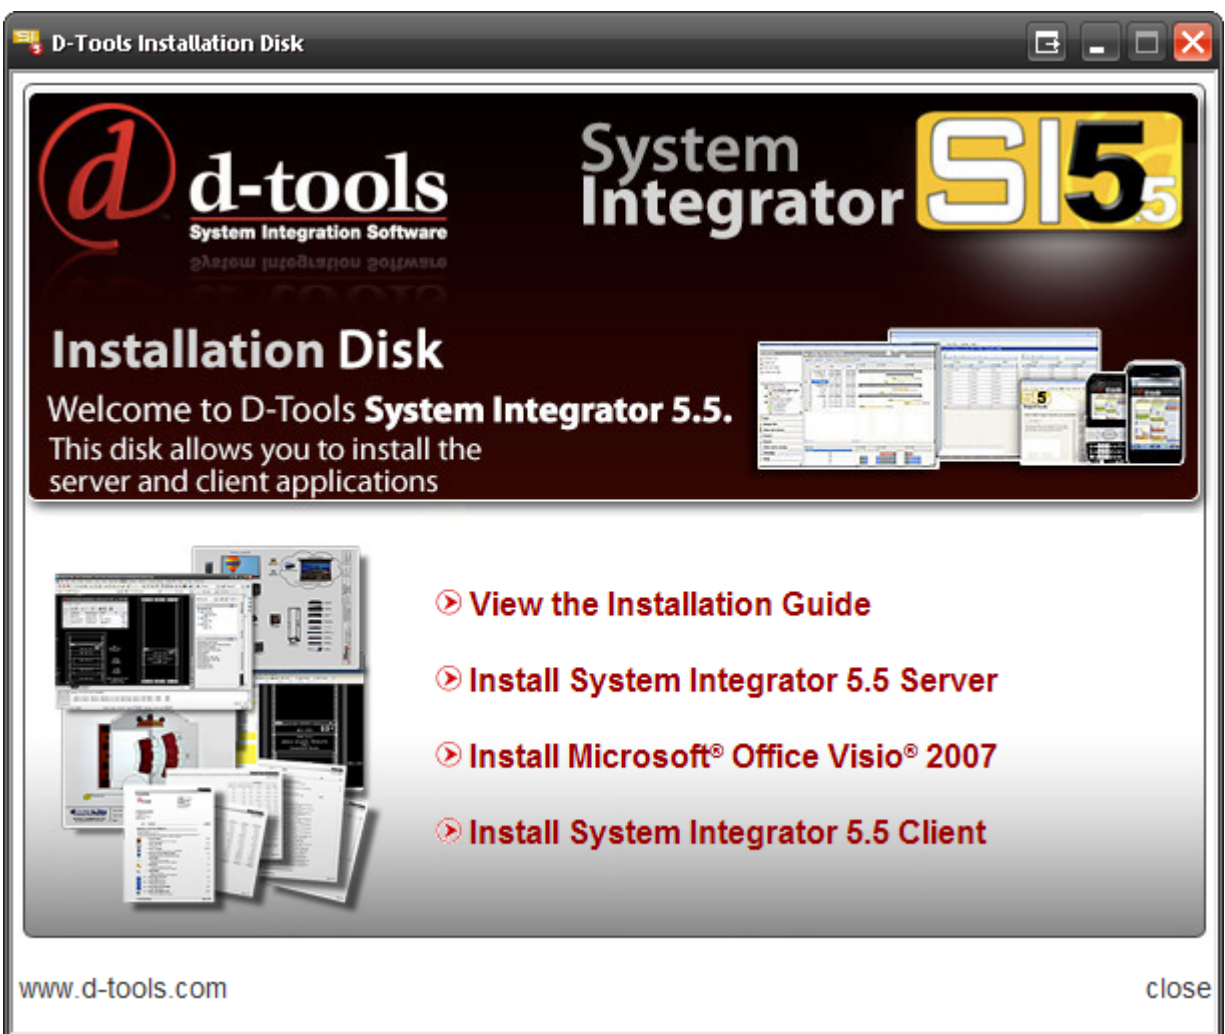 D-Tools Installation Disk
d-tools
System Integration Software
System
Integrator
SI5.5
Installation Disk
Welcome to D-Tools System Integrator 5.5.
This disk allows you to install the
server and client applications
View the Installation Guide
Install System Integrator 5.5 Server
Install Microsoft® Office Visio® 2007
Install System Integrator 5.5 Client
www.d-tools.com
close